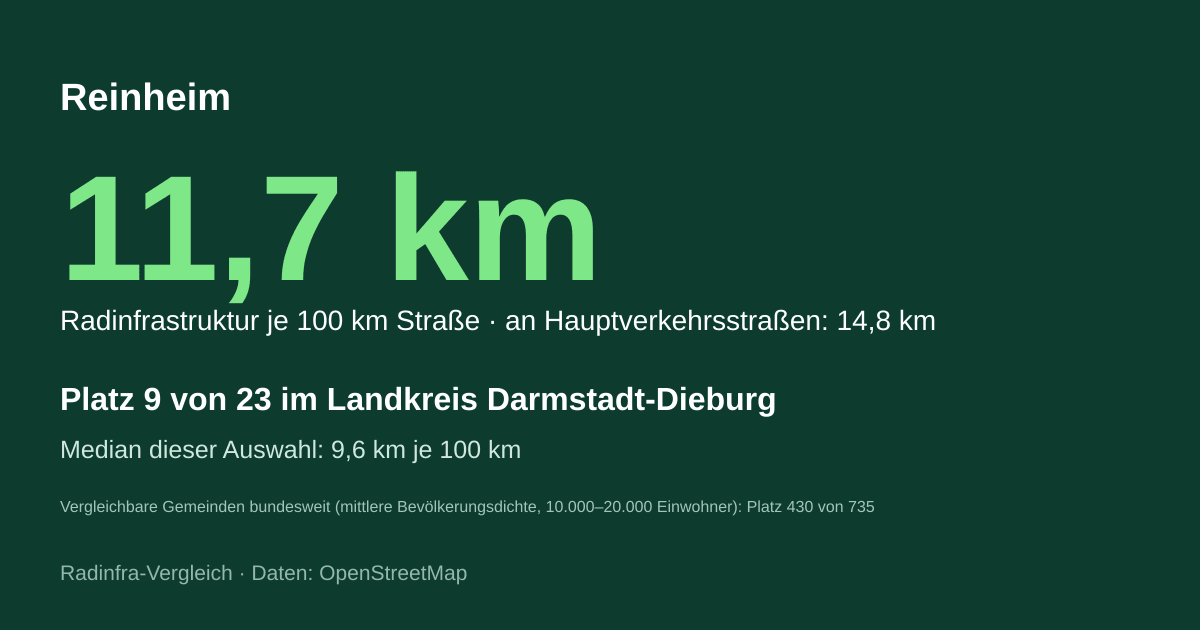 Reinheim
11,7 km
Radinfrastruktur je 100 km Straße · an Hauptverkehrsstraßen: 14,8 km
Platz 9 von 23 im Landkreis Darmstadt-Dieburg
Median dieser Auswahl: 9,6 km je 100 km
Vergleichbare Gemeinden bundesweit (mittlere Bevölkerungsdichte, 10.000–20.000 Einwohner): Platz 430 von 735
Radinfra-Vergleich · Daten: OpenStreetMap